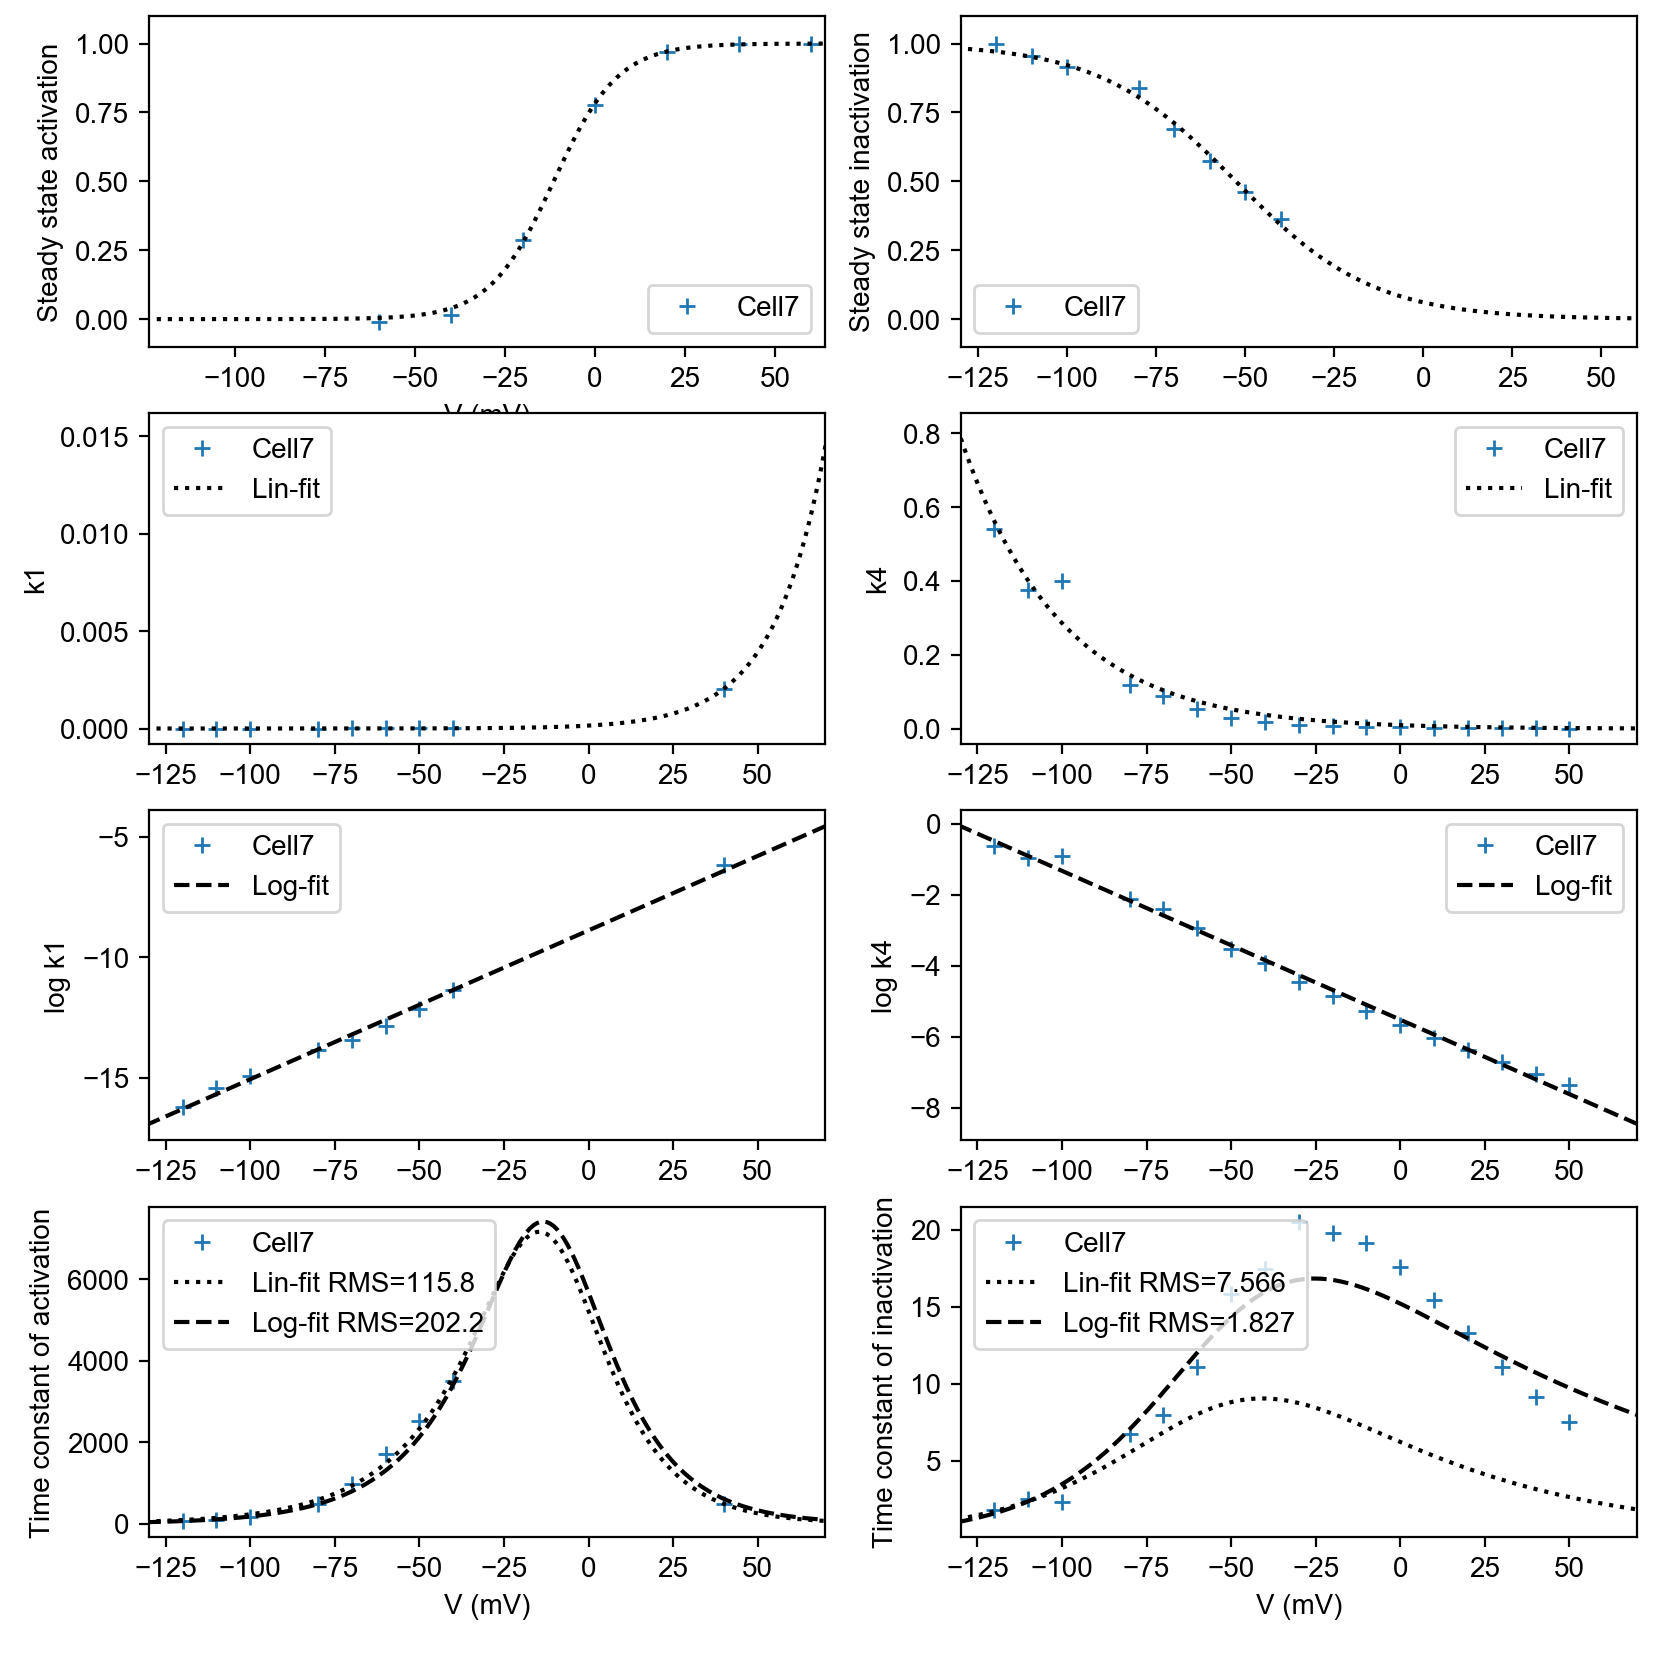 Steady state activation
1.00
0.75
0.50
0.25
0.00
Cell7
−100 −75 −50 −25 0 25 50
V (mV)
Steady state inactivation
1.00
0.75
0.50
0.25
0.00
Cell7
−125 −100 −75 −50 −25 0 25 50
k1
0.015
0.010
0.005
0.000
Cell7
Lin-fit
−125 −100 −75 −50 −25 0 25 50
k4
0.8
0.6
0.4
0.2
0.0
Cell7
Lin-fit
−125 −100 −75 −50 −25 0 25 50
log k1
−5
−10
−15
Cell7
Log-fit
−125 −100 −75 −50 −25 0 25 50
log k4
0
−2
−4
−6
−8
Cell7
Log-fit
−125 −100 −75 −50 −25 0 25 50
Time constant of activation
6000
4000
2000
0
Cell7
Lin-fit RMS=115.8
Log-fit RMS=202.2
−125 −100 −75 −50 −25 0 25 50
V (mV)
Time constant of inactivation
20
15
10
5
Cell7
Lin-fit RMS=7.566
Log-fit RMS=1.827
−125 −100 −75 −50 −25 0 25 50
V (mV)